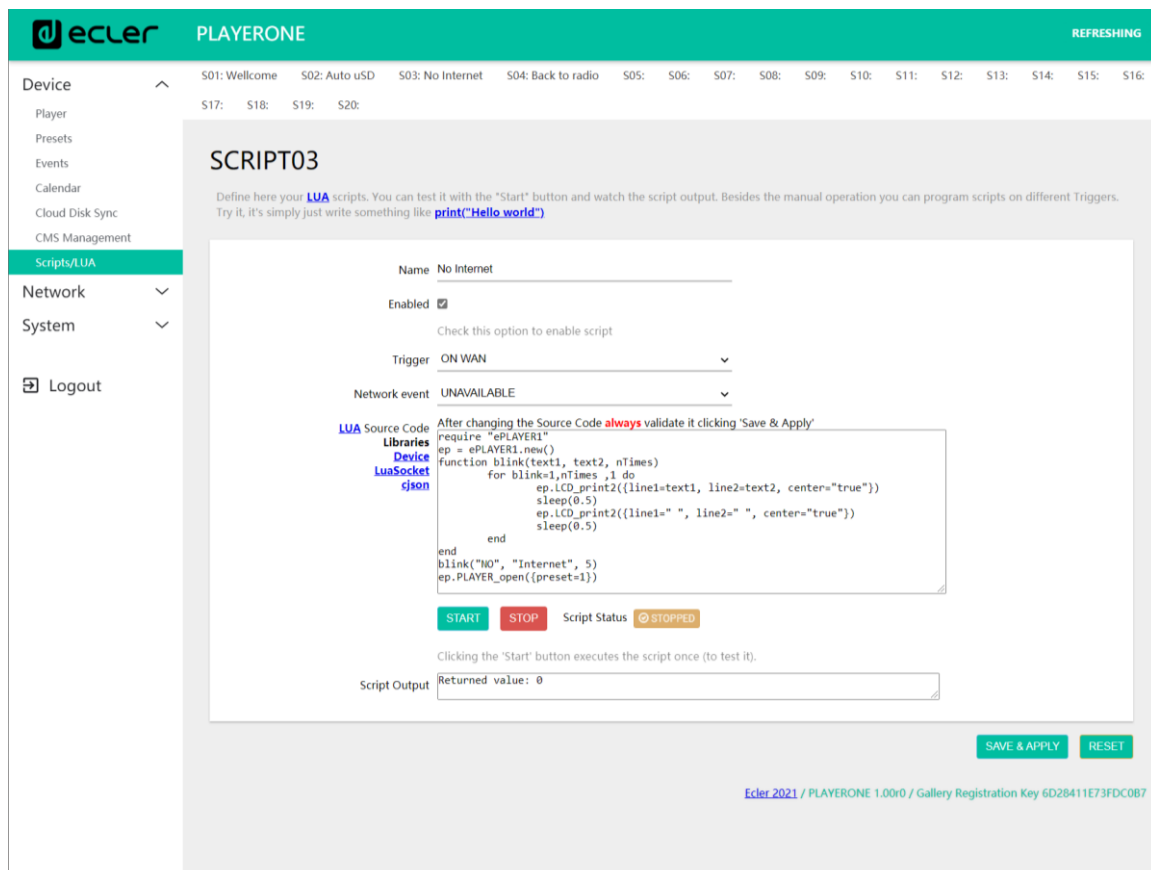 ecler
PLAYERONE
REFRESHING
Device
Player
Presets
Events
Calendar
Cloud Disk Sync
CMS Management
Scripts/LUA
Network
System
Logout
S01: Wellcome S02: Auto uSD S03: No Internet S04: Back to radio S05: S06: S07: S08: S09: S10: S11: S12: S13: S14: S15: S16:
S17: S18: S19: S20:
SCRIPT03
Define here your LUA scripts. You can test it with the "Start" button and watch the script output. Besides the manual operation you can program scripts on different Triggers.
Try it, it's simply just write something like print("Hello world")
Name No Internet
Enabled
Check this option to enable script
Trigger ON WAN
Network event UNAVAILABLE
LUA Source Code
Libraries
Device
LuaSocket
cjson
After changing the Source Code always validate it clicking 'Save & Apply'
require "ePLAYER1"
ep = ePLAYER1.new()
function blink(text1, text2, nTimes)
for blink=1,nTimes ,1 do
ep.LCD_print2({line1=text1, line2=text2, center="true"})
sleep(0.5)
ep.LCD_print2({line1=" ", line2=" ", center="true"})
sleep(0.5)
end
end
blink("NO", "Internet", 5)
ep.PLAYER_open({preset=1})
START STOP Script Status STOPPED
Clicking the 'Start' button executes the script once (to test it).
Script Output Returned value: 0
SAVE & APPLY RESET
Ecler 2021 / PLAYERONE 1.00r0 / Gallery Registration Key 6D28411E73FDC0B7